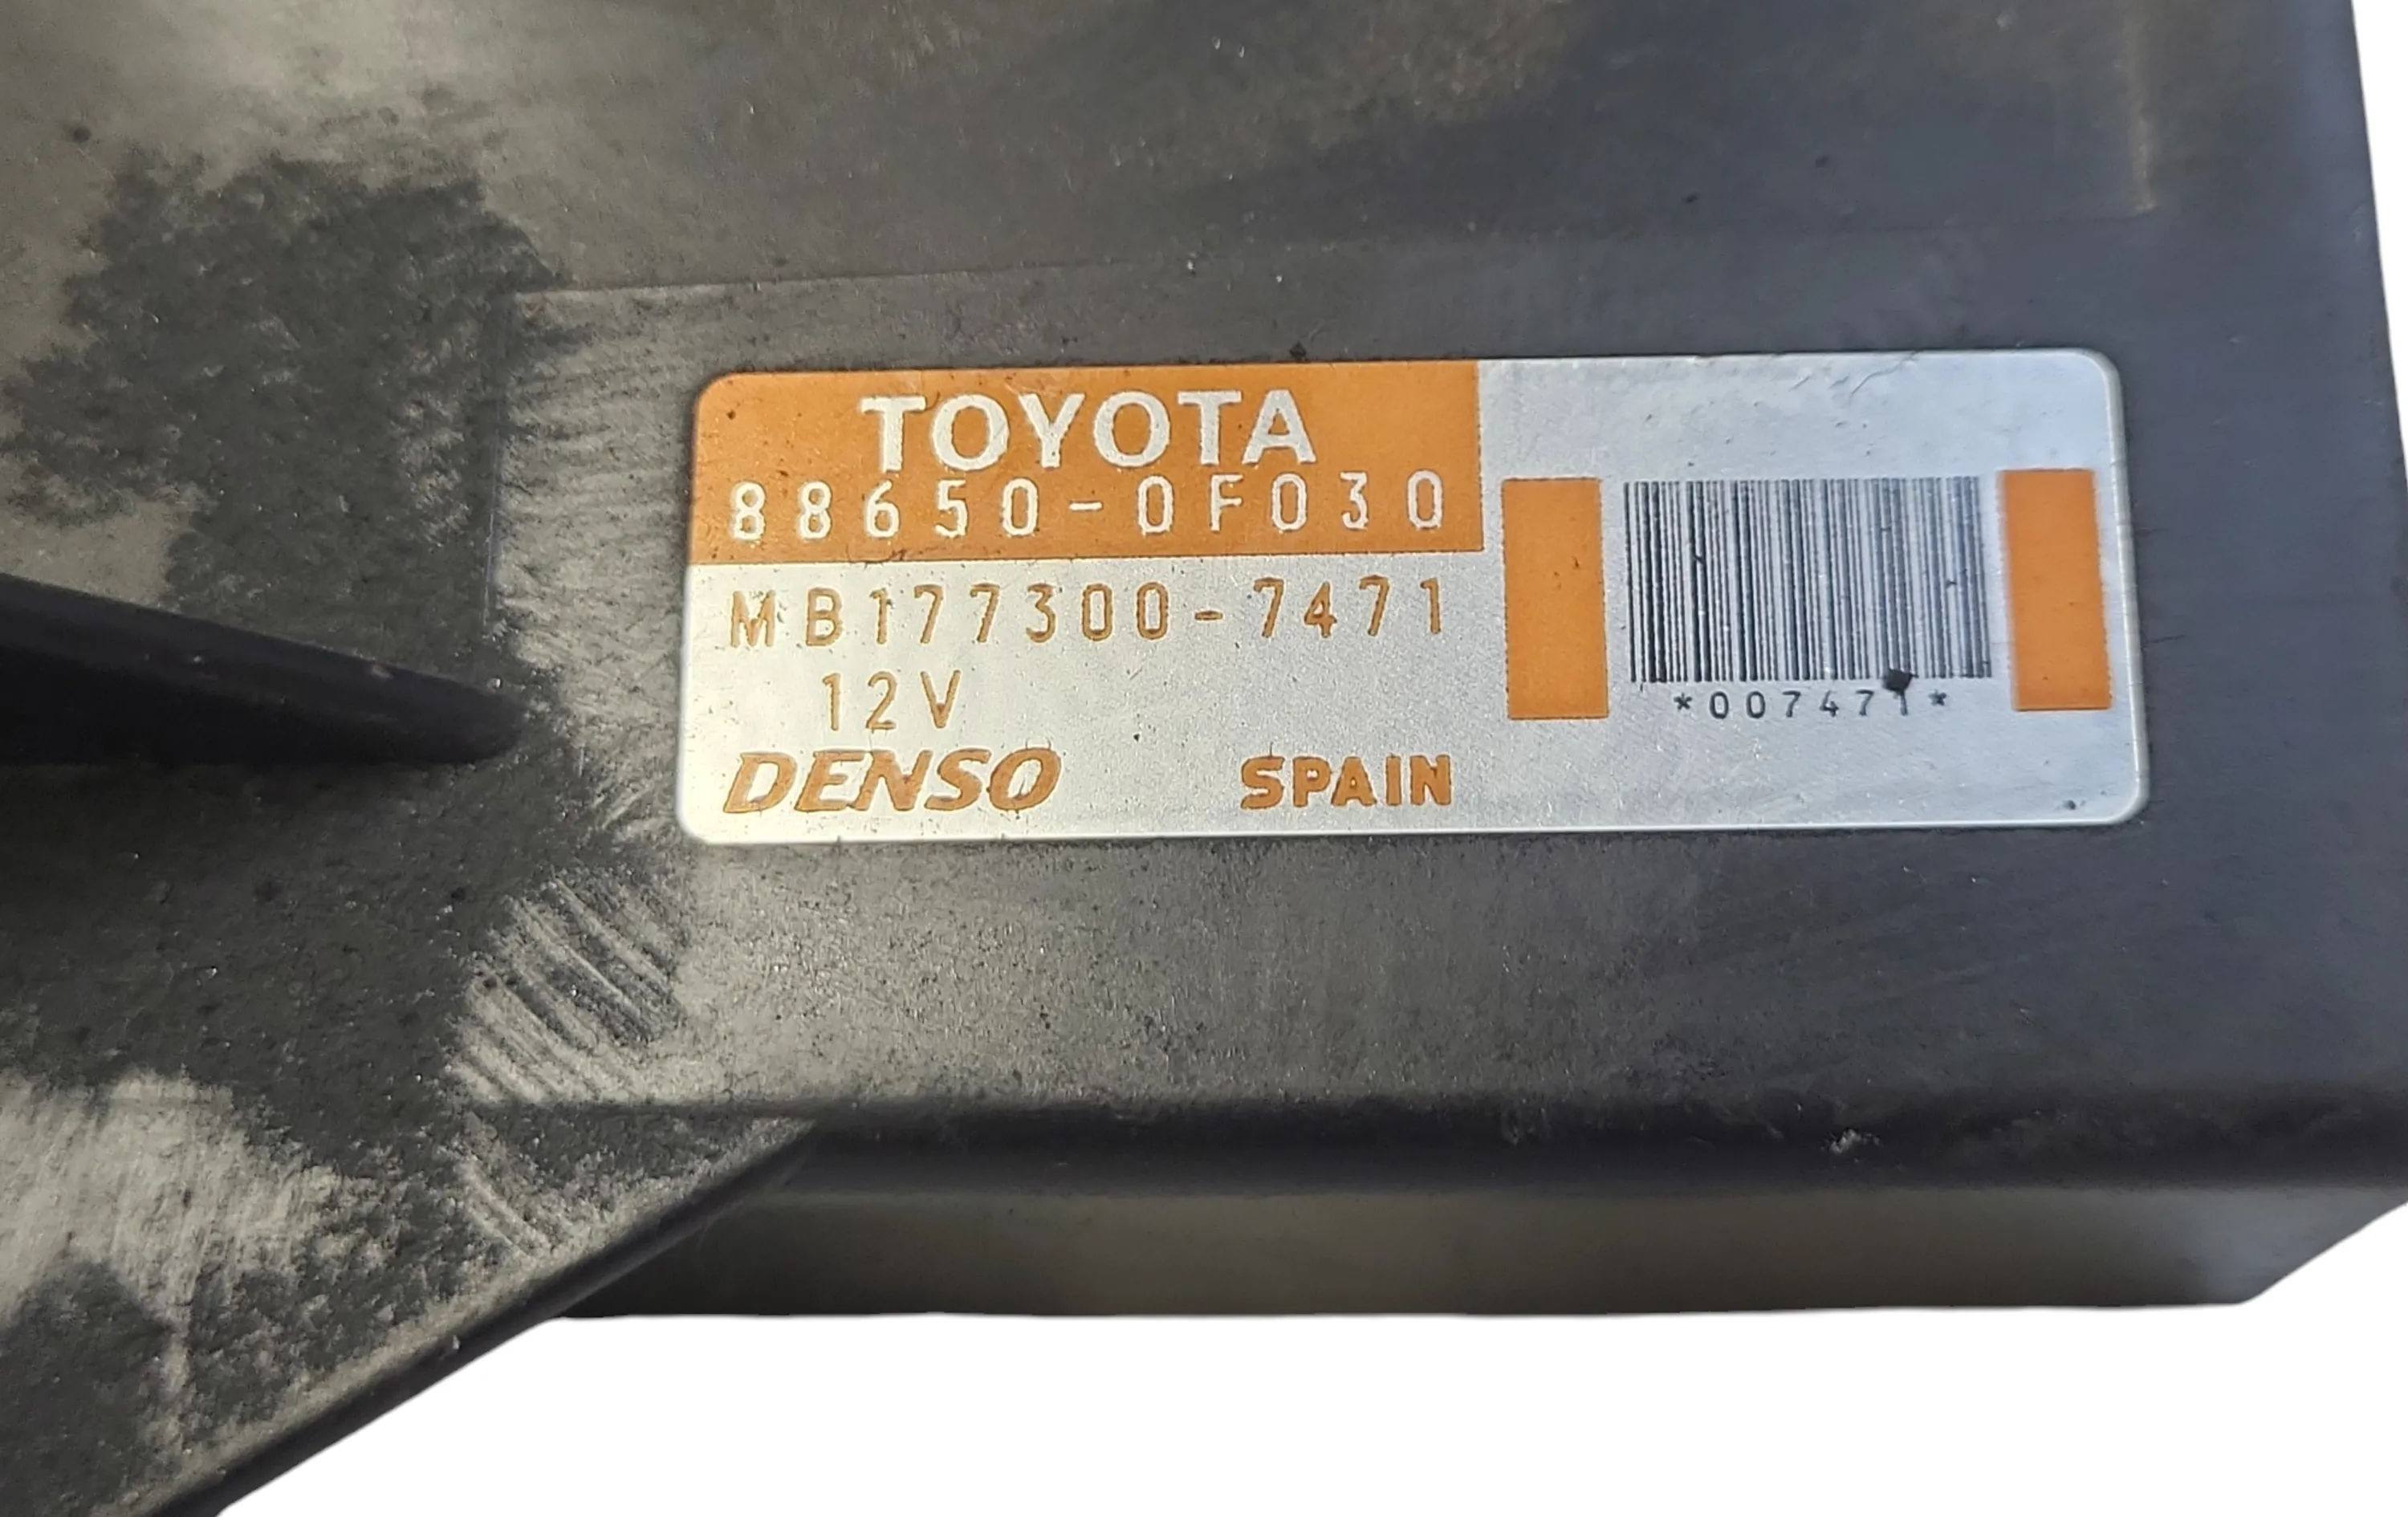 TOYOTA
88650-0F030
MB177300-7471
12V
DENSO SPAIN
*007471*